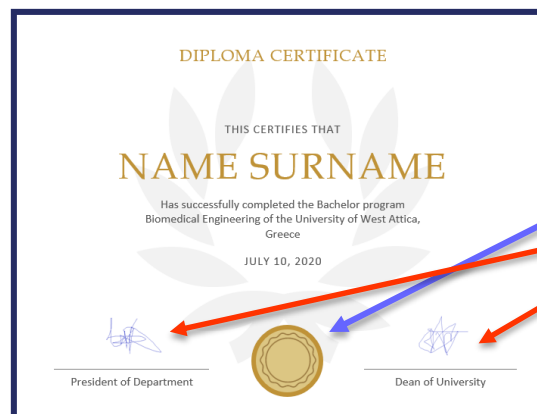 DIPLOMA CERTIFICATE
THIS CERTIFIES THAT
NAME SURNAME
Has successfully completed the Bachelor program
Biomedical Engineering of the University of West Attica,
Greece
JULY 10, 2020
President of Department
Dean of University